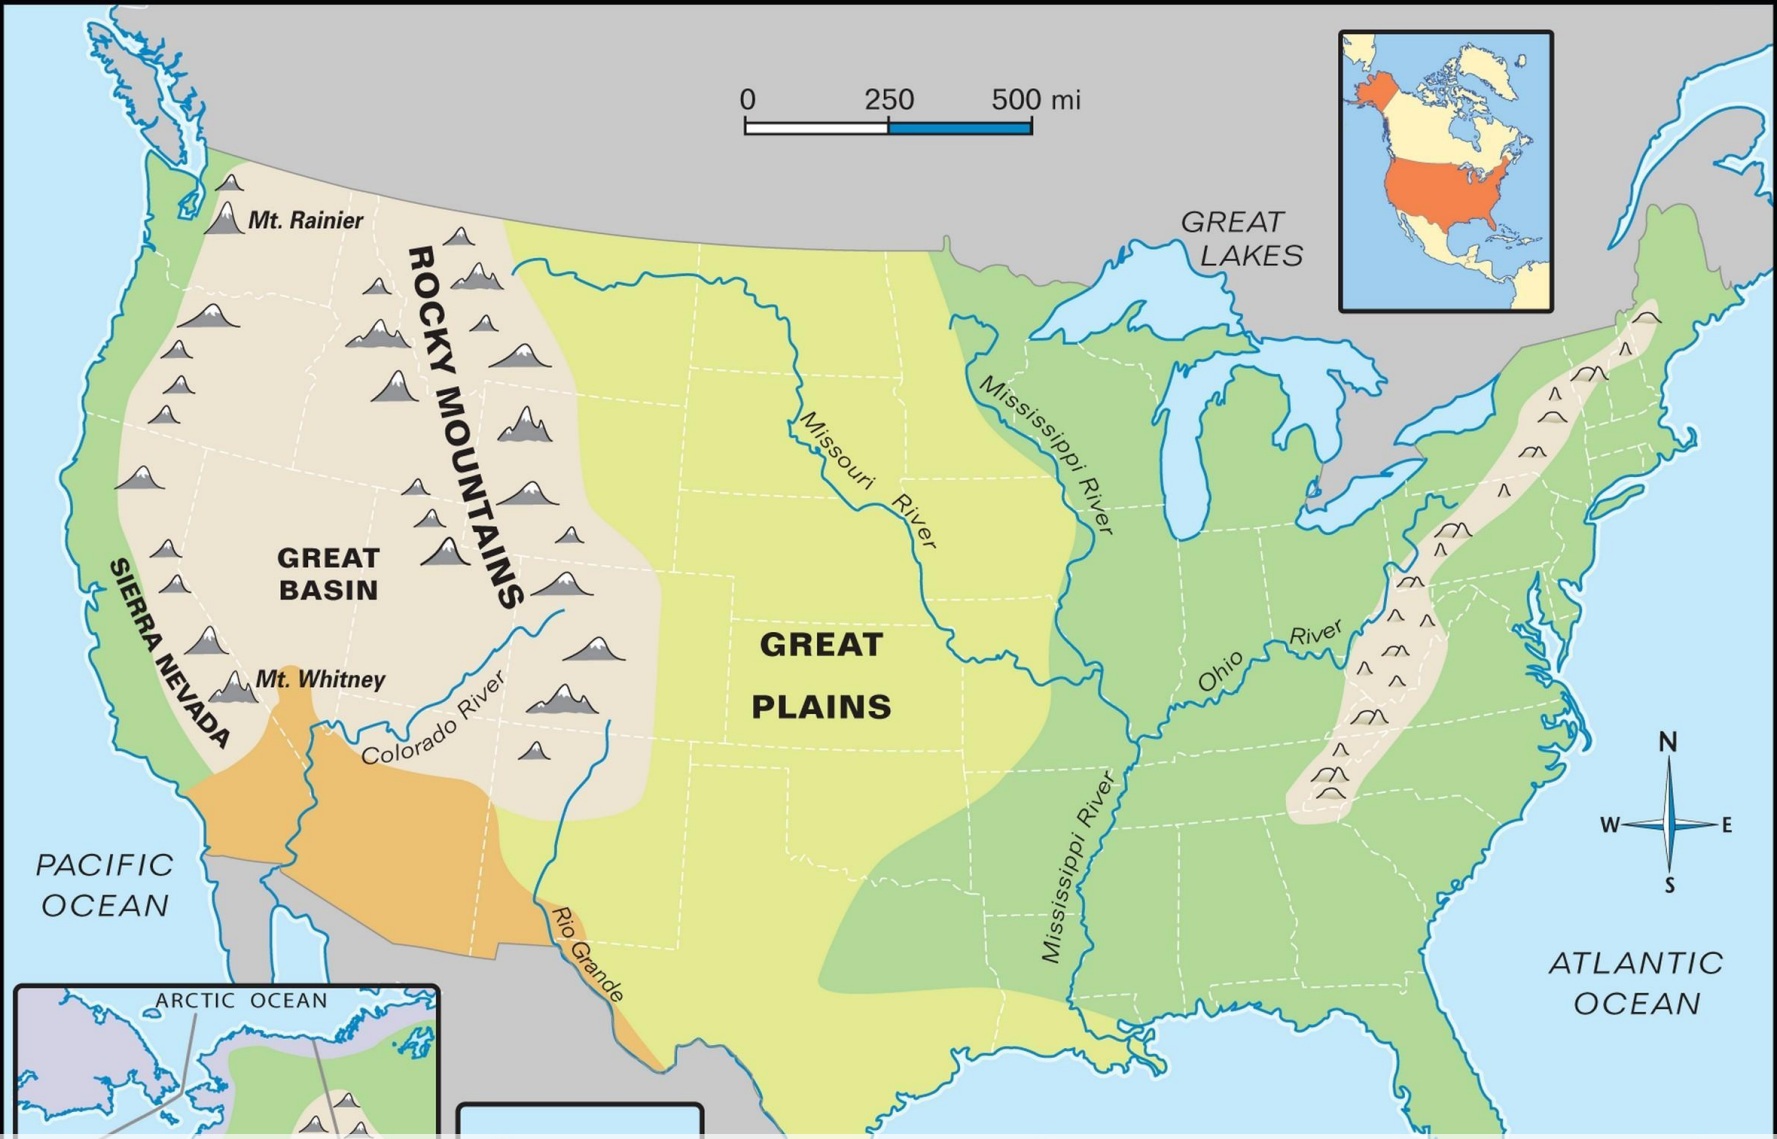 0 250 500 mi
GREAT
LAKES
Mt. Rainier
ROCKY MOUNTAINS
Mississippi River
Missouri River
GREAT
BASIN
SIERRA NEVADA
GREAT
PLAINS
Ohio River
Mt. Whitney
Colorado River
N
W E
S
Mississippi River
PACIFIC
OCEAN
Rio Grande
ATLANTIC
OCEAN
ARCTIC OCEAN